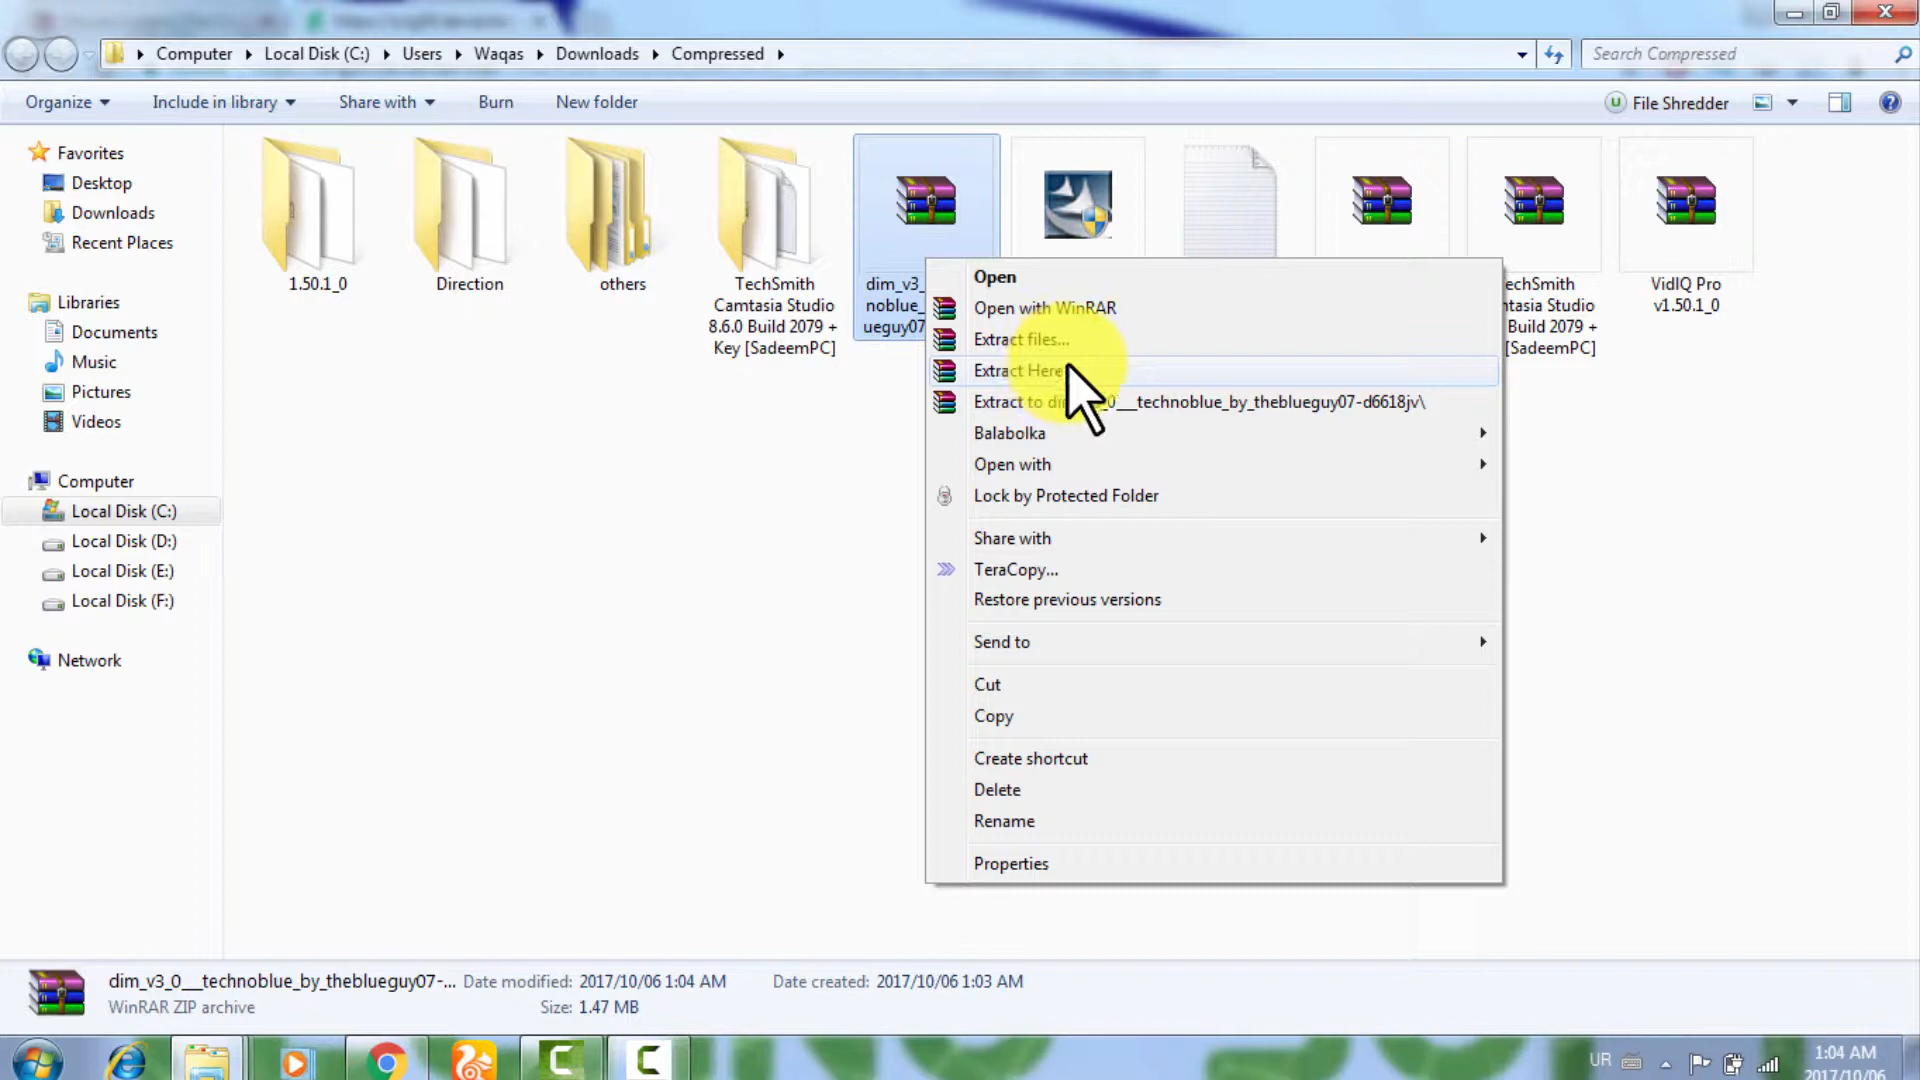 Computer ▸ Local Disk (C:) ▸ Users ▸ Waqas ▸ Downloads ▸ Compressed ▸
Search Compressed
Organize Include in library Share with Burn New folder File Shredder
Favorites
Desktop
Downloads
Recent Places
Libraries
Documents
Music
Pictures
Videos
Computer
Local Disk (C:)
Local Disk (D:)
Local Disk (E:)
Local Disk (F:)
Network
1.50.1_0
Direction
others
TechSmith
Camtasia Studio
8.6.0 Build 2079 +
Key [SadeemPC]
dim_v3_
noblue_
ueguy07
echSmith
ntasia Studio
Build 2079 +
[SadeemPC]
VidIQ Pro
v1.50.1_0
Open
Open with WinRAR
Extract files...
Extract Here
Extract to di 0__technoblue_by_theblueguy07-d6618jv\
Balabolka
Open with
Lock by Protected Folder
Share with
TeraCopy...
Restore previous versions
Send to
Cut
Copy
Create shortcut
Delete
Rename
Properties
dim_v3_0__technoblue_by_theblueguy07-... Date modified: 2017/10/06 1:04 AM Date created: 2017/10/06 1:03 AM
WinRAR ZIP archive Size: 1.47 MB
UR
1:04 AM
2017/10/06